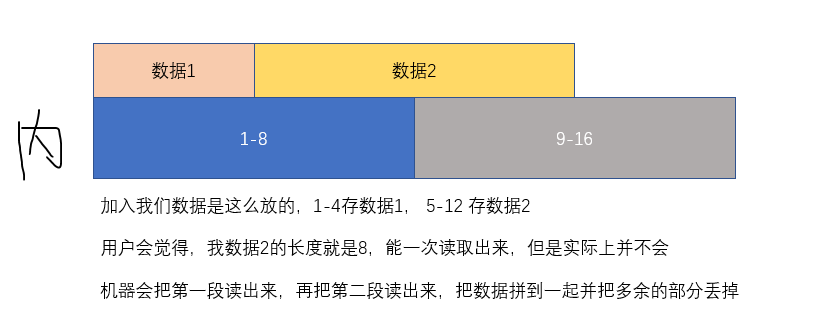 数据1
数据2
内
1-8
9-16
加入我们数据是这么放的，1-4存数据1， 5-12 存数据2
用户会觉得，我数据2的长度就是8，能一次读取出来，但是实际上并不会
机器会把第一段读出来，再把第二段读出来，把数据拼到一起并把多余的部分丢掉